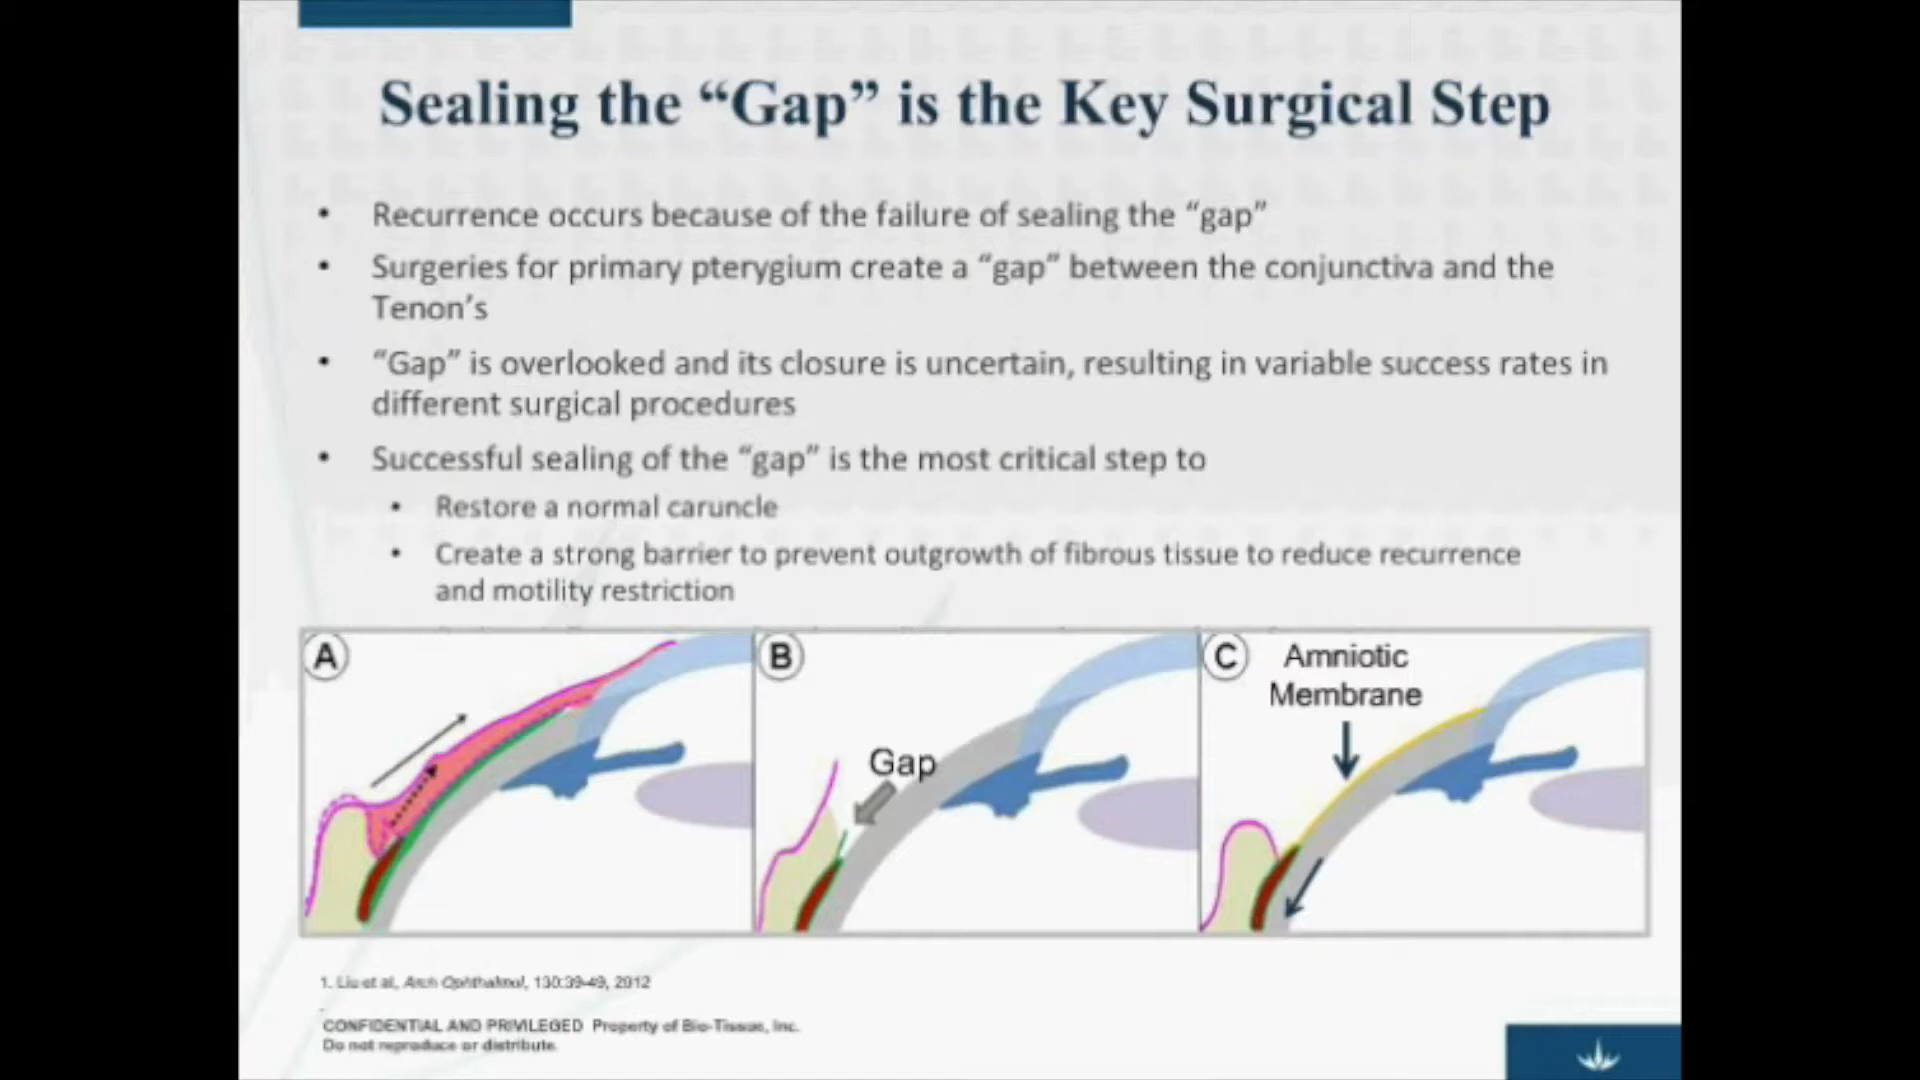 Sealing the “Gap” is the Key Surgical Step
• Recurrence occurs because of the failure of sealing the “gap”
• Surgeries for primary pterygium create a “gap” between the conjunctiva and the
Tenon’s
• “Gap” is overlooked and its closure is uncertain, resulting in variable success rates in
different surgical procedures
• Successful sealing of the “gap” is the most critical step to
• Restore a normal caruncle
• Create a strong barrier to prevent outgrowth of fibrous tissue to reduce recurrence
and motility restriction
A
B
Gap
C
Amniotic
Membrane
1. Liu et al, Arch Ophthalmol, 130:39-49, 2012
CONFIDENTIAL AND PRIVILEGED Property of Bio-Tissue, Inc.
Do not reproduce or distribute.